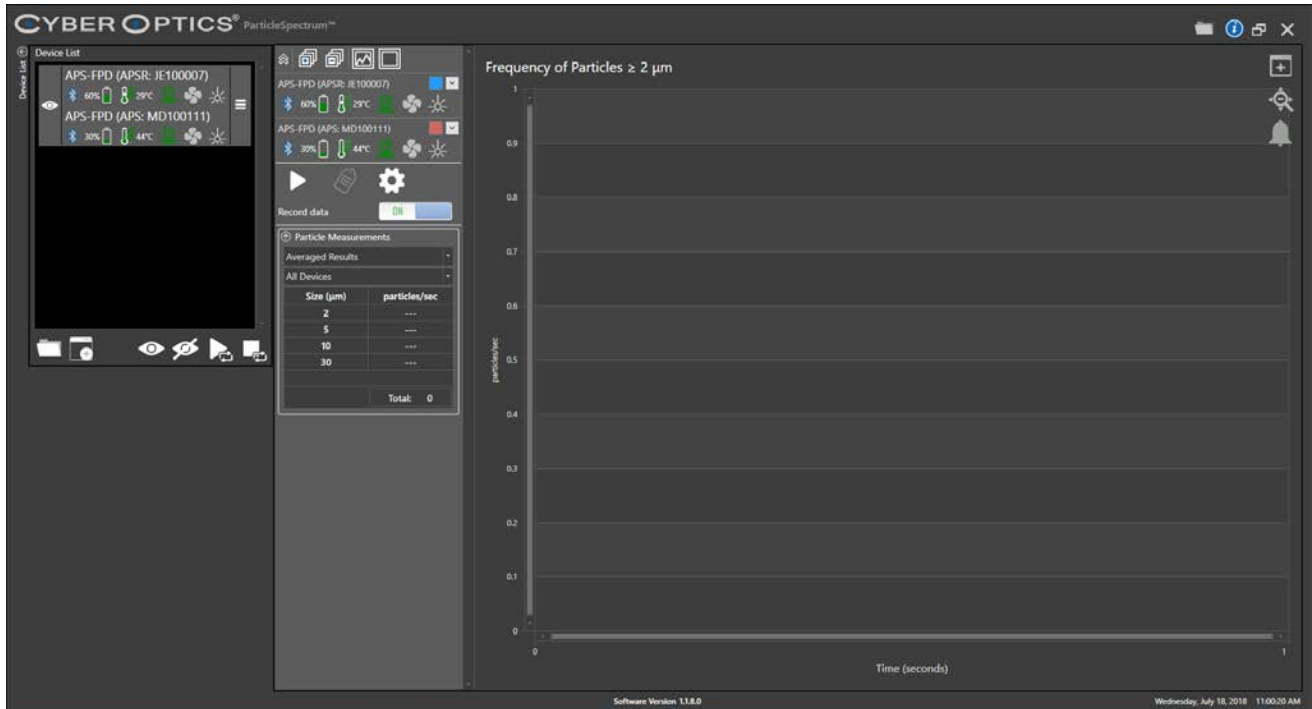 CYBEROPTICS® ParticleSpectrum™
Device List
Device List
APS-FPD (APSR: JE100007)
60% 29°C
APS-FPD (APS: MD100111)
30% 44°C
APS-FPD (APSR: JE100007)
60% 29°C
APS-FPD (APS: MD100111)
30% 44°C
Record data ON
Particle Measurements
Averaged Results
All Devices
Size (µm) particles/sec
2 ---
5 ---
10 ---
30 ---
Total: 0
Frequency of Particles ≥ 2 µm
1
0.9
0.8
0.7
0.6
0.5
0.4
0.3
0.2
0.1
0
particles/sec
0 1
Time (seconds)
Software Version 1.1.8.0
Wednesday, July 18, 2018 11:00:20 AM